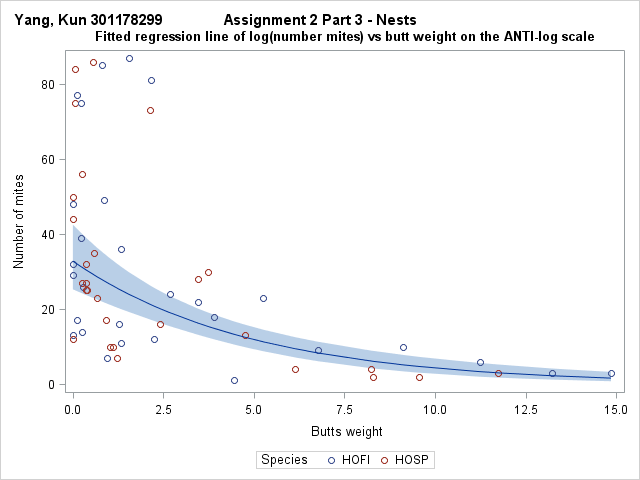 Yang, Kun 301178299 Assignment 2 Part 3 - Nests
Fitted regression line of log(number mites) vs butt weight on the ANTI-log scale
Number of mites
80
60
40
20
0
0.0 2.5 5.0 7.5 10.0 12.5 15.0
Butts weight
Species HOFI HOSP